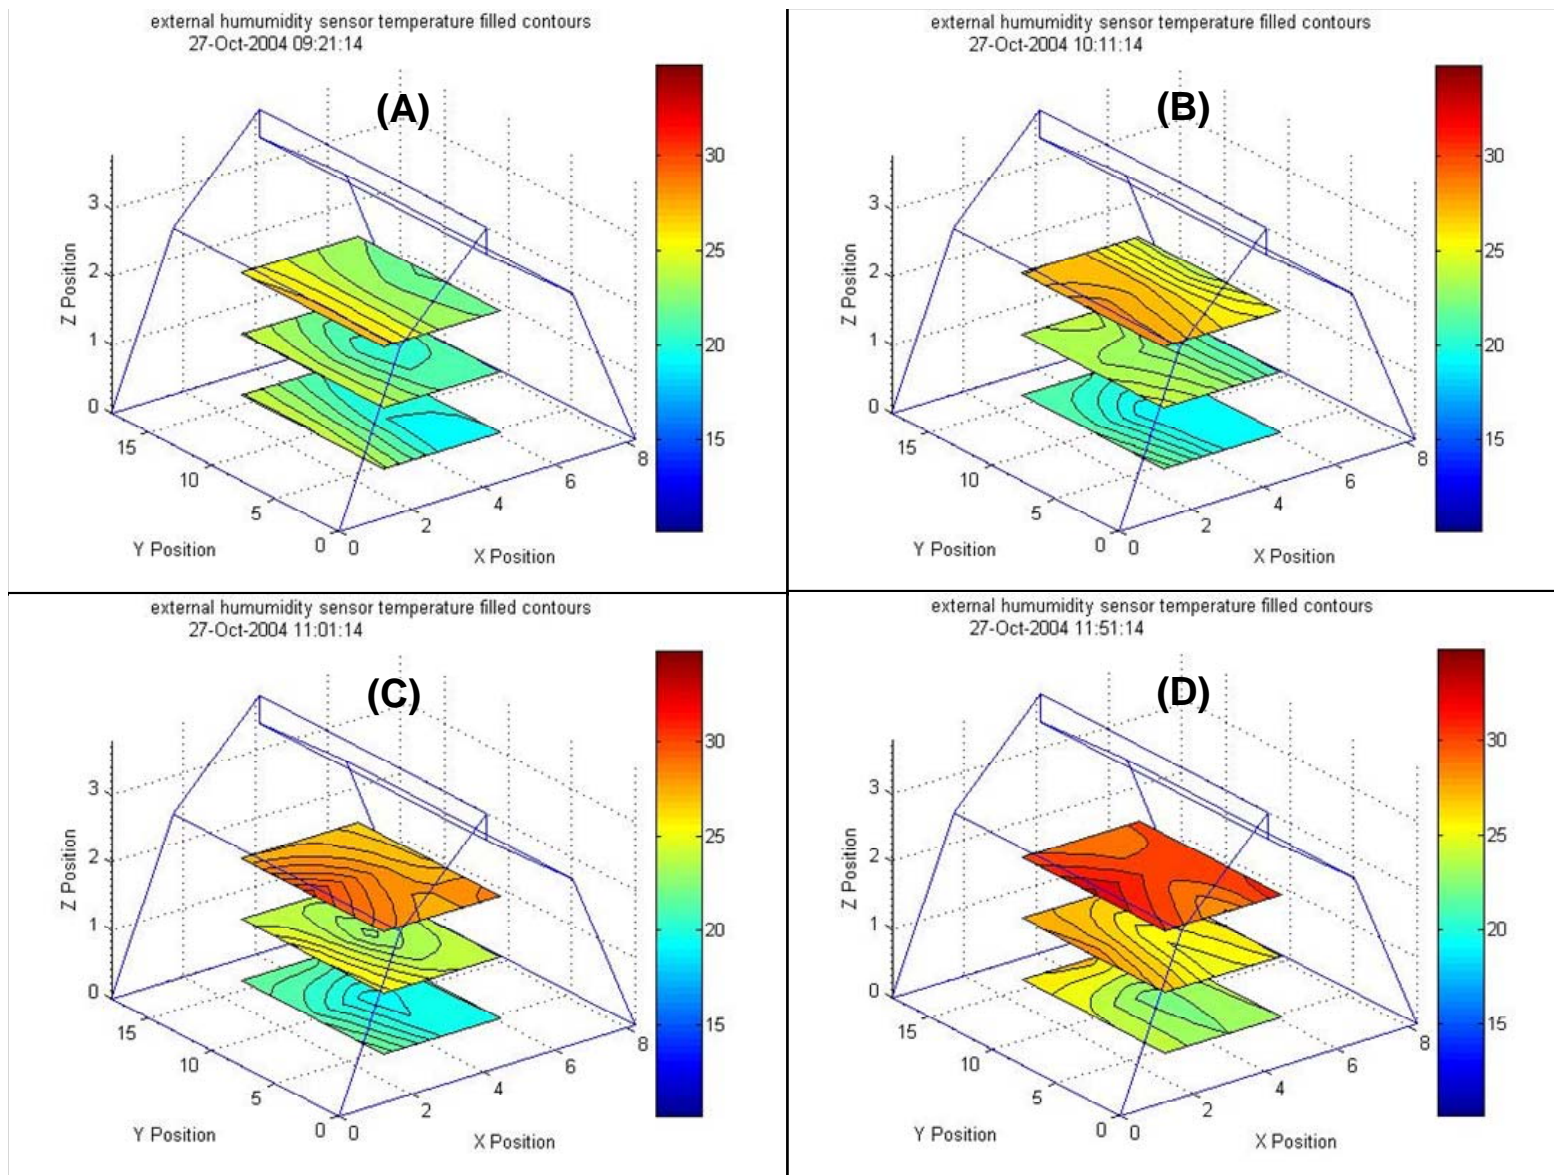 external humumidity sensor temperature filled contours
27-Oct-2004 09:21:14
(A)
30
25
20
15
3
2
1
0
Z Position
15
10
5
0
Y Position
0
2
4
6
8
X Position
external humumidity sensor temperature filled contours
27-Oct-2004 10:11:14
(B)
30
25
20
15
3
2
1
0
Z Position
15
10
5
0
Y Position
0
2
4
6
8
X Position
external humumidity sensor temperature filled contours
27-Oct-2004 11:01:14
(C)
30
25
20
15
3
2
1
0
Z Position
15
10
5
0
Y Position
0
2
4
6
8
X Position
external humumidity sensor temperature filled contours
27-Oct-2004 11:51:14
(D)
30
25
20
15
3
2
1
0
Z Position
15
10
5
0
Y Position
0
2
4
6
8
X Position